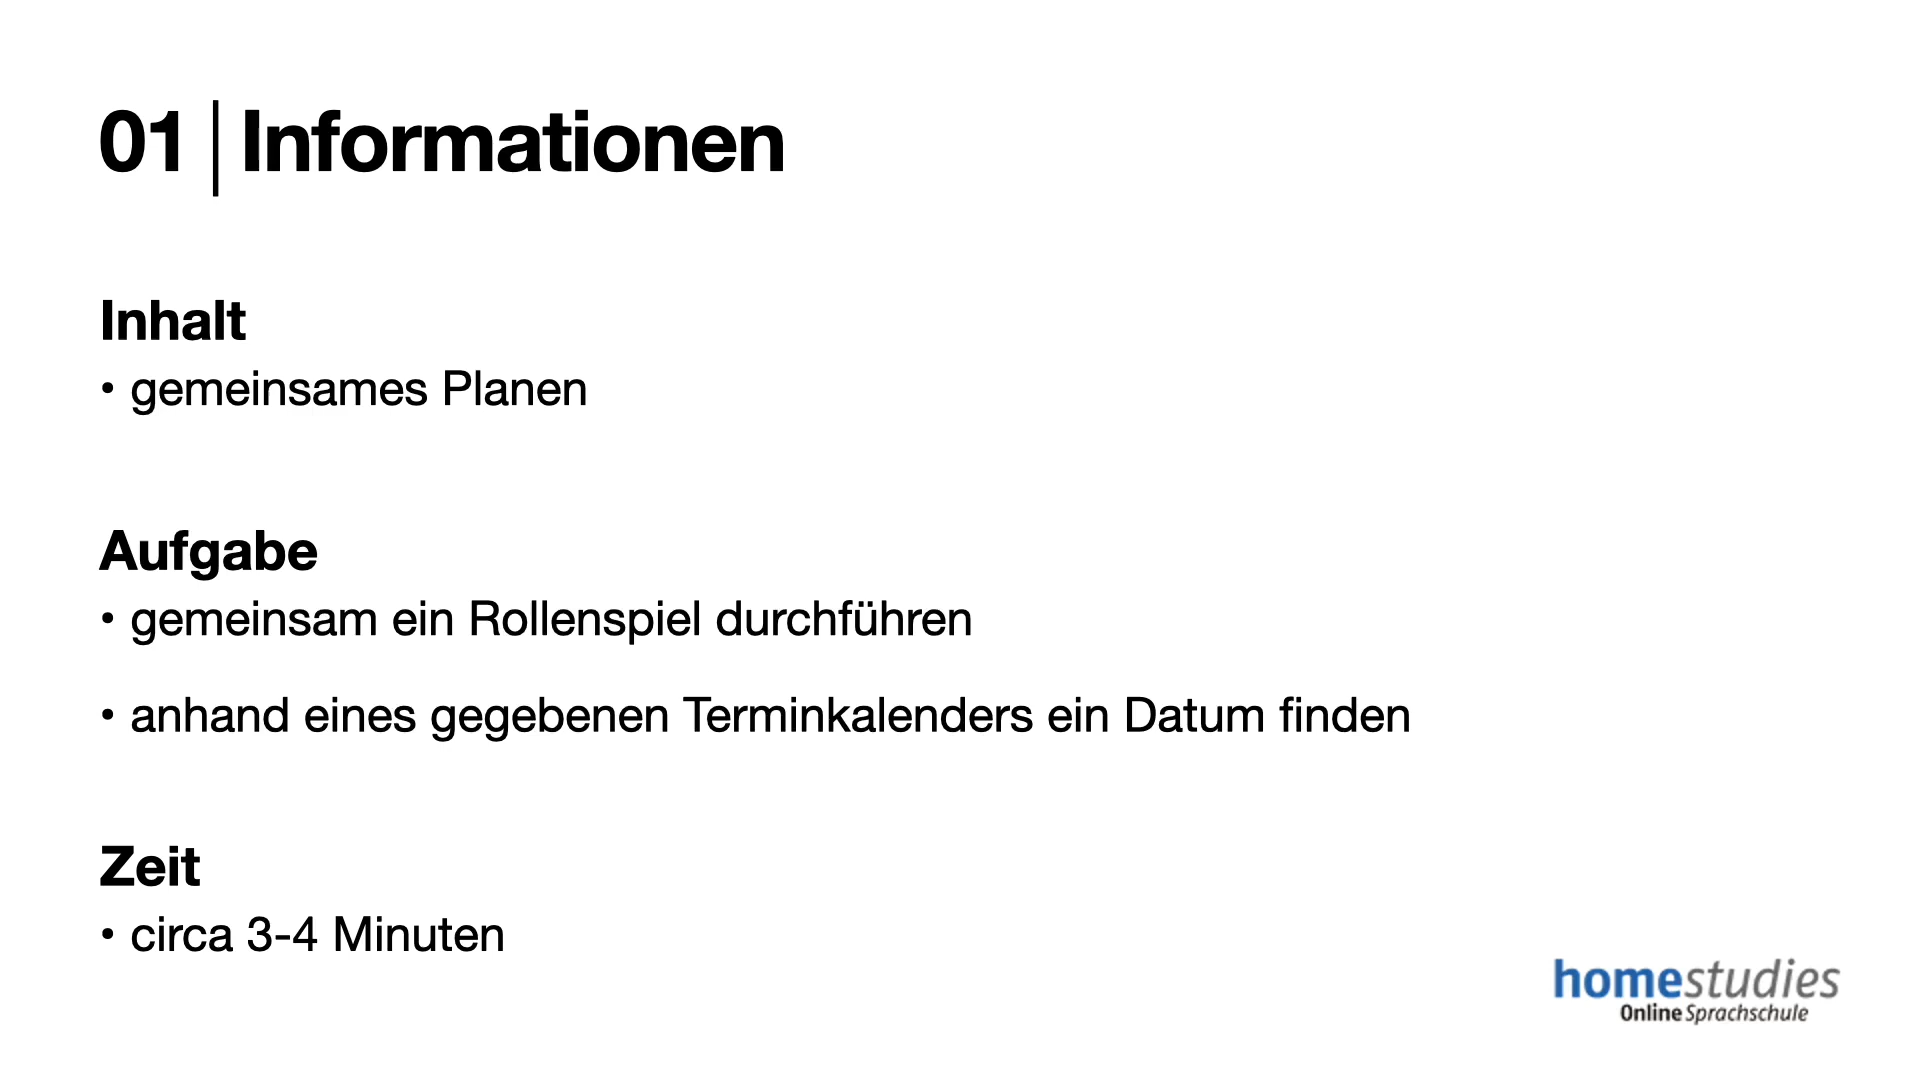 01 | Informationen
Inhalt
• gemeinsames Planen
Aufgabe
• gemeinsam ein Rollenspiel durchführen
• anhand eines gegebenen Terminkalenders ein Datum finden
Zeit
• circa 3-4 Minuten
homestudies
Online Sprachschule